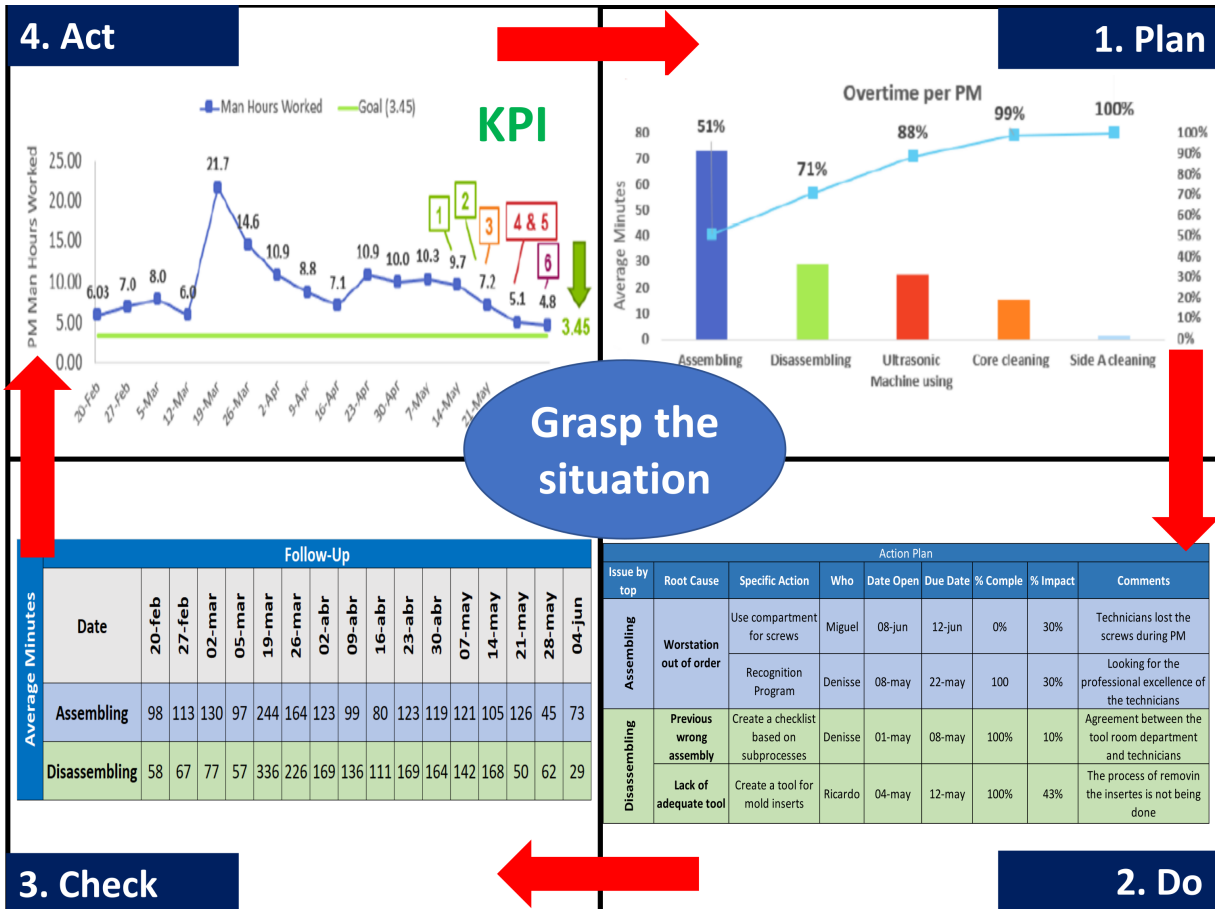 4. Act
Man Hours Worked
Goal (3.45)
KPI
PM Man Hours Worked
25.00
20.00
15.00
10.00
5.00
0.00
6.03
7.0
8.0
6.0
21.7
14.6
10.9
8.8
7.1
10.9
10.0
10.3
9.7
7.2
5.1
4.8
1
2
3
4 & 5
6
3.45
20-Feb
27-Feb
5-Mar
12-Mar
19-Mar
26-Mar
2-Apr
9-Apr
16-Apr
23-Apr
30-Apr
7-May
14-May
21-May
1. Plan
Overtime per PM
Average Minutes
80
70
60
50
40
30
20
10
0
51%
71%
88%
99%
100%
100%
90%
80%
70%
60%
50%
40%
30%
20%
10%
0%
Assembling
Disassembling
Ultrasonic
Machine using
Core cleaning
Side A cleaning
Grasp the
situation
Average Minutes
Follow-Up
Date
20-feb
27-feb
02-mar
05-mar
19-mar
26-mar
02-abr
09-abr
16-abr
23-abr
30-abr
07-may
14-may
21-may
28-may
04-jun
Assembling 98 113 130 97 244 164 123 99 80 123 119 121 105 126 45 73
Disassembling 58 67 77 57 336 226 169 136 111 169 164 142 168 50 62 29
3. Check
Action Plan
Issue by
top
Root Cause
Specific Action
Who
Date Open
Due Date
% Comple
% Impact
Comments
Assembling
Worstation
out of order
Use compartment
for screws
Miguel
08-jun
12-jun
0%
30%
Technicians lost the
screws during PM
Recognition
Program
Denisse
08-may
22-may
100
30%
Looking for the
professional excellence of
the technicians
Disassembling
Previous
wrong
assembly
Create a checklist
based on
subprocesses
Denisse
01-may
08-may
100%
10%
Agreement between the
tool room department
and technicians
Lack of
adequate tool
Create a tool for
mold inserts
Ricardo
04-may
12-may
100%
43%
The process of removin
the insertes is not being
done
2. Do